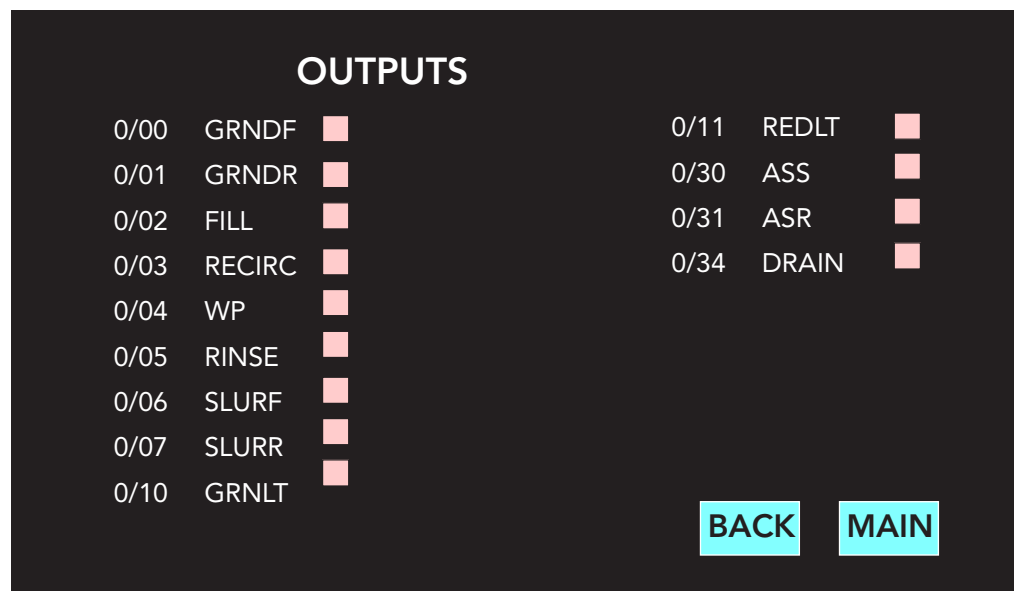 OUTPUTS
0/00 GRNDF
0/01 GRNDR
0/02 FILL
0/03 RECIRC
0/04 WP
0/05 RINSE
0/06 SLURF
0/07 SLURR
0/10 GRNLT
0/11 REDLT
0/30 ASS
0/31 ASR
0/34 DRAIN
BACK MAIN